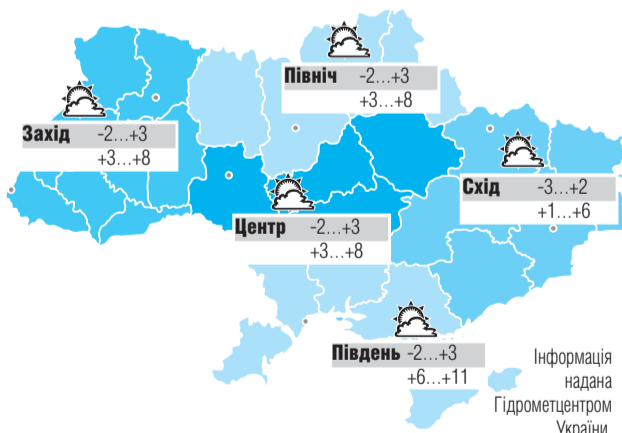 Північ -2...+3
+3...+8
Захід -2...+3
+3...+8
Схід -3...+2
+1...+6
Центр -2...+3
+3...+8
Південь -2...+3
+6...+11
Інформація
надана
Гідрометцентром
України.